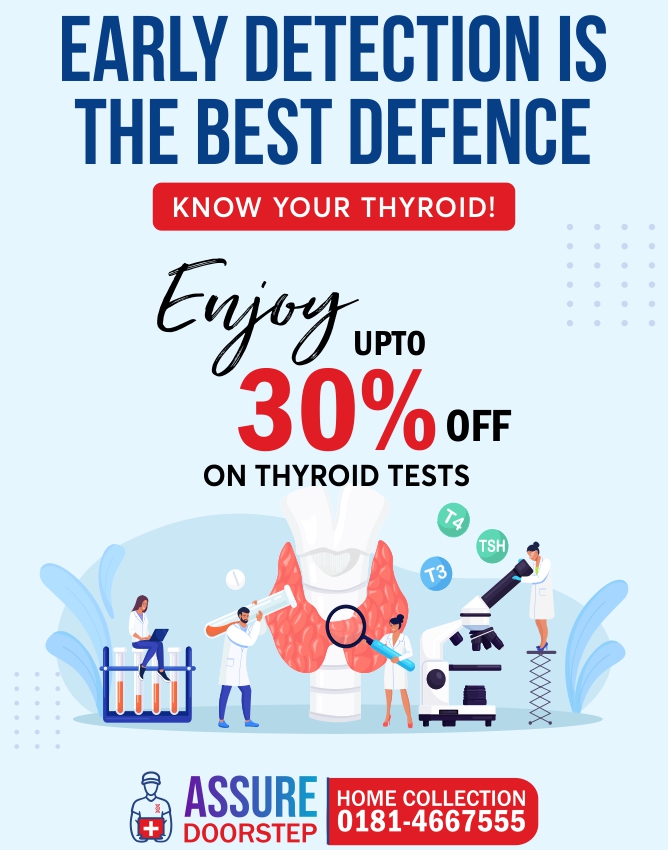 EARLY DETECTION IS
THE BEST DEFENCE
KNOW YOUR THYROID!
Enjoy
UPTO
30% OFF
ON THYROID TESTS
T4
TSH
T3
ASSURE
DOORSTEP
HOME COLLECTION
0181-4667555